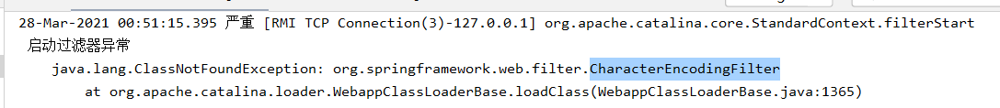 28-Mar-2021 00:51:15.395 严重 [RMI TCP Connection(3)-127.0.0.1] org.apache.catalina.core.StandardContext.filterStart
启动过滤器异常
java.lang.ClassNotFoundException: org.springframework.web.filter.CharacterEncodingFilter
at org.apache.catalina.loader.WebappClassLoaderBase.loadClass(WebappClassLoaderBase.java:1365)